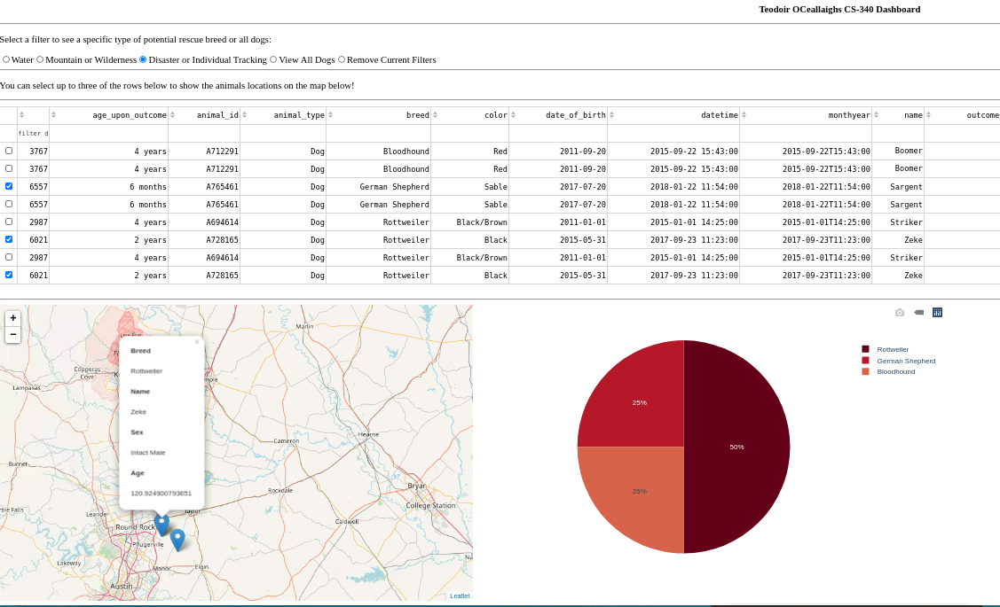 Teodoir OCeallaighs CS-340 Dashboard
Select a filter to see a specific type of potential rescue breed or all dogs:
Water Mountain or Wilderness Disaster or Individual Tracking View All Dogs Remove Current Filters
You can select up to three of the rows below to show the animals locations on the map below!
age_upon_outcome animal_id animal_type breed color date_of_birth datetime monthyear name outcome
filter d
3767 4 years A712291 Dog Bloodhound Red 2011-09-20 2015-09-22 15:43:00 2015-09-22T15:43:00 Boomer
3767 4 years A712291 Dog Bloodhound Red 2011-09-20 2015-09-22 15:43:00 2015-09-22T15:43:00 Boomer
6557 6 months A765461 Dog German Shepherd Sable 2017-07-20 2018-01-22 11:54:00 2018-01-22T11:54:00 Sargent
6557 6 months A765461 Dog German Shepherd Sable 2017-07-20 2018-01-22 11:54:00 2018-01-22T11:54:00 Sargent
2987 4 years A694614 Dog Rottweiler Black/Brown 2011-01-01 2015-01-01 14:25:00 2015-01-01T14:25:00 Striker
6021 2 years A728165 Dog Rottweiler Black 2015-05-31 2017-09-23 11:23:00 2017-09-23T11:23:00 Zeke
2987 4 years A694614 Dog Rottweiler Black/Brown 2011-01-01 2015-01-01 14:25:00 2015-01-01T14:25:00 Striker
6021 2 years A728165 Dog Rottweiler Black 2015-05-31 2017-09-23 11:23:00 2017-09-23T11:23:00 Zeke
+
−
Marlin
Copperas
Cove
Lampasas
Cameron
Hearne
Burnet
Rockdale
Bryan
College Station
Leander
Taylor
Caldwell
Round Rock
Pflugerville
Lakeway
Manor
Elgin
Austin
Leaflet
×
Breed
Rottweiler
Name
Zeke
Sex
Intact Male
Age
120.924900793651
Rottweiler
German Shepherd
Bloodhound
25%
50%
25%